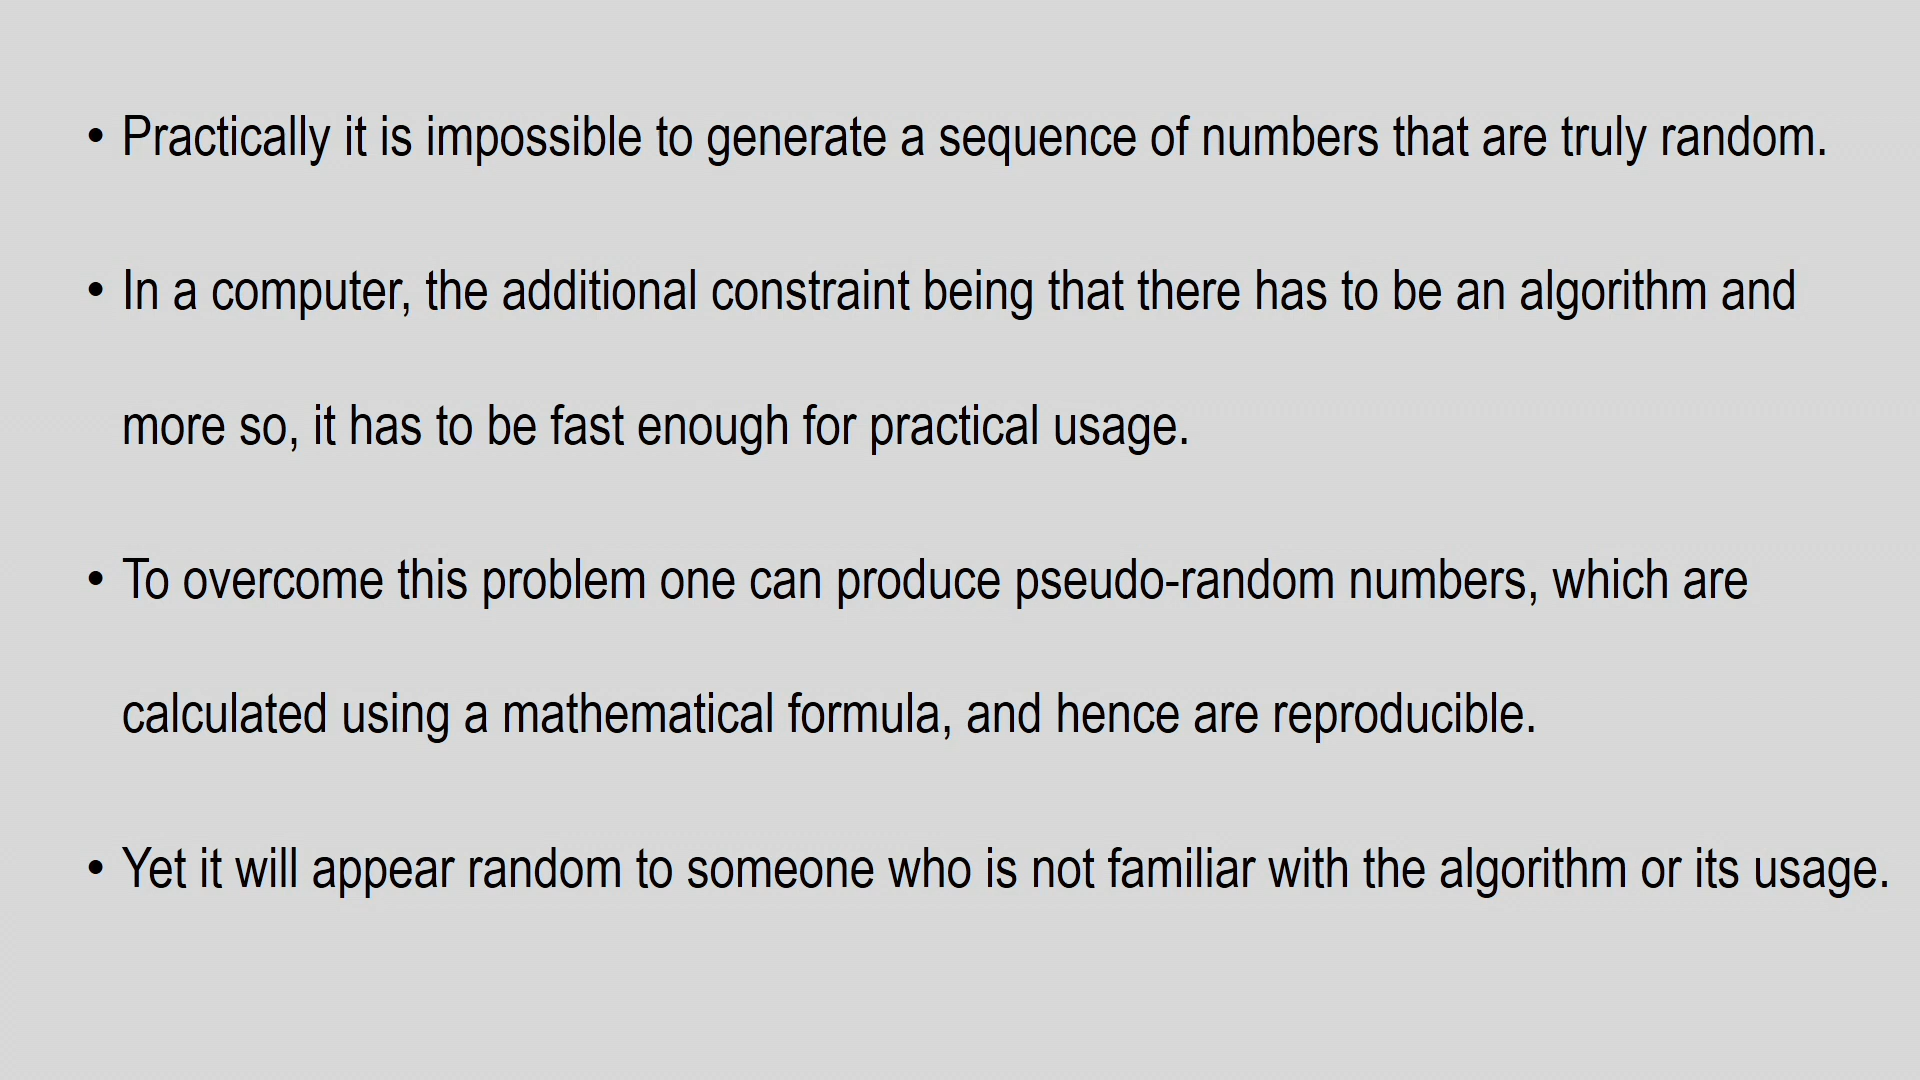 • Practically it is impossible to generate a sequence of numbers that are truly random.
• In a computer, the additional constraint being that there has to be an algorithm and
more so, it has to be fast enough for practical usage.
• To overcome this problem one can produce pseudo-random numbers, which are
calculated using a mathematical formula, and hence are reproducible.
• Yet it will appear random to someone who is not familiar with the algorithm or its usage.